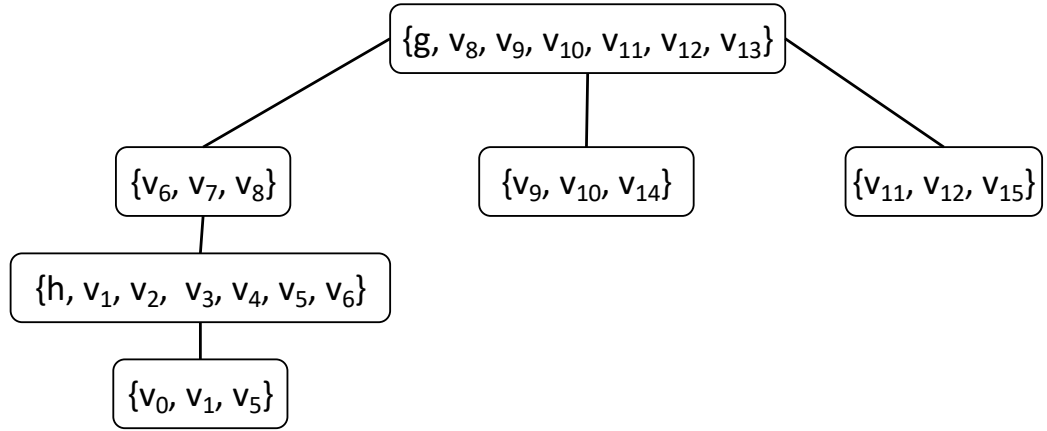 {g, v₈, v₉, v₁₀, v₁₁, v₁₂, v₁₃}
{v₆, v₇, v₈}
{v₉, v₁₀, v₁₄}
{v₁₁, v₁₂, v₁₅}
{h, v₁, v₂, v₃, v₄, v₅, v₆}
{v₀, v₁, v₅}